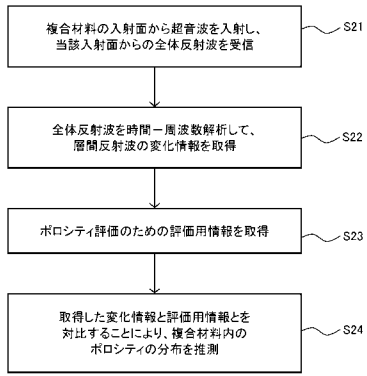 複合材料の入射面から超音波を入射し、
当該入射面からの全体反射波を受信
S21
全体反射波を時間－周波数解析して、
層間反射波の変化情報を取得
S22
ポロシティ評価のための評価用情報を取得
S23
取得した変化情報と評価用情報とを
対比することにより、複合材料内の
ポロシティの分布を推測
S24